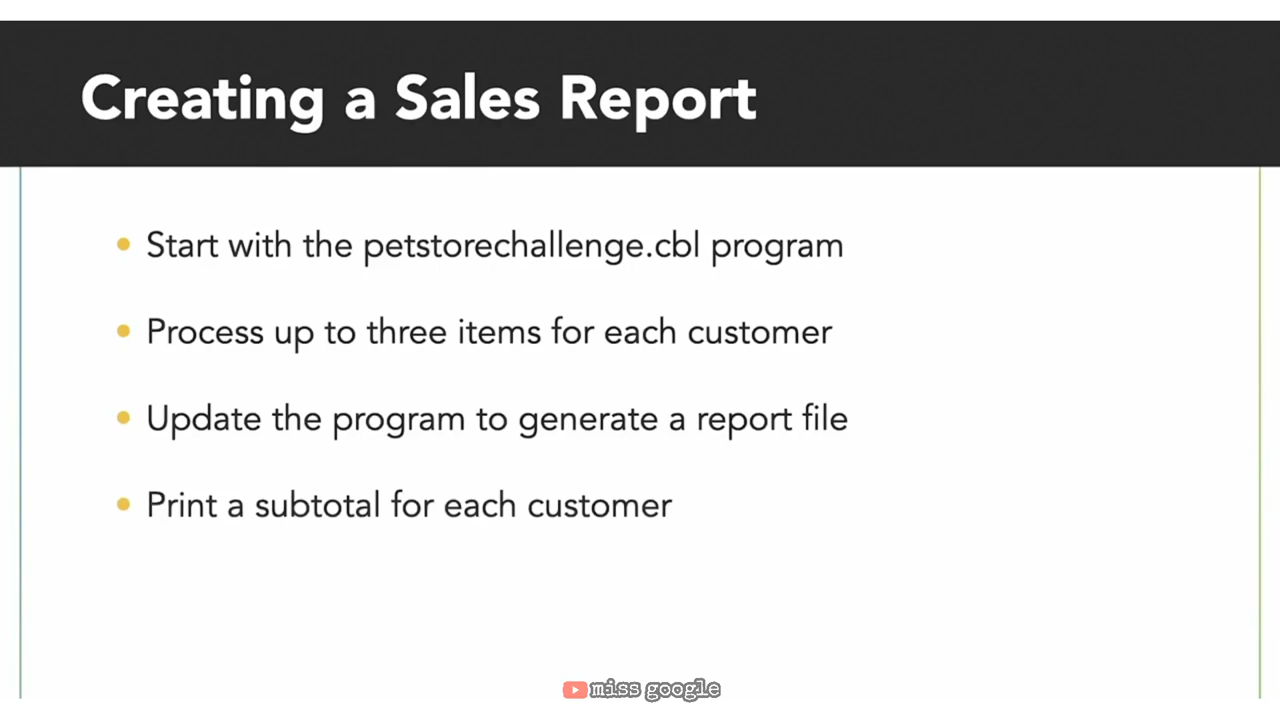 Creating a Sales Report
Start with the petstorechallenge.cbl program
Process up to three items for each customer
Update the program to generate a report file
Print a subtotal for each customer
miss google